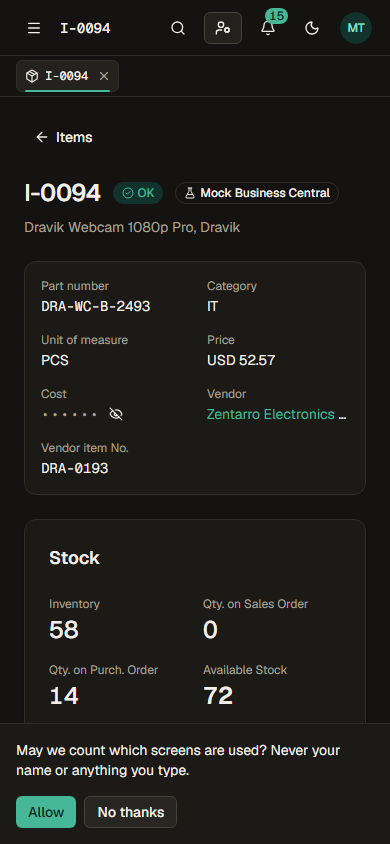 I-0094
15
MT
I-0094
Items
I-0094
OK
Mock Business Central
Dravik Webcam 1080p Pro, Dravik
Part number
Category
DRA-WC-B-2493
IT
Unit of measure
Price
PCS
USD 52.57
Cost
Vendor
••••••
Zentarro Electronics …
Vendor item No.
DRA-0193
Stock
Inventory
Qty. on Sales Order
58
0
Qty. on Purch. Order
Available Stock
14
72
May we count which screens are used? Never your
name or anything you type.
Allow
No thanks